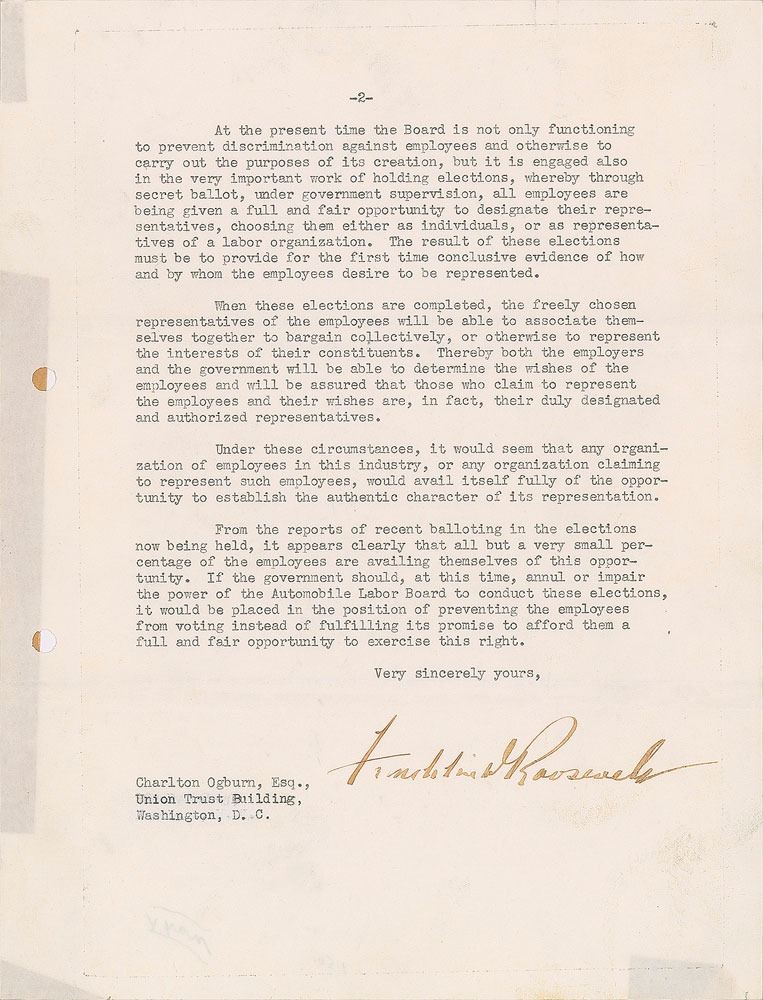 -2-
At the present time the Board is not only functioning
to prevent discrimination against employees and otherwise to
carry out the purposes of its creation, but it is engaged also
in the very important work of holding elections, whereby through
secret ballot, under government supervision, all employees are
being given a full and fair opportunity to designate their repre-
sentatives, choosing them either as individuals, or as representa-
tives of a labor organization. The result of these elections
must be to provide for the first time conclusive evidence of how
and by whom the employees desire to be represented.
When these elections are completed, the freely chosen
representatives of the employees will be able to associate them-
selves together to bargain collectively, or otherwise to represent
the interests of their constituents. Thereby both the employers
and the government will be able to determine the wishes of the
employees and will be assured that those who claim to represent
the employees and their wishes are, in fact, their duly designated
and authorized representatives.
Under these circumstances, it would seem that any organi-
zation of employees in this industry, or any organization claiming
to represent such employees, would avail itself fully of the oppor-
tunity to establish the authentic character of its representation.
From the reports of recent balloting in the elections
now being held, it appears clearly that all but a very small per-
centage of the employees are availing themselves of this oppor-
tunity. If the government should, at this time, annul or impair
the power of the Automobile Labor Board to conduct these elections,
it would be placed in the position of preventing the employees
from voting instead of fulfilling its promise to afford them a
full and fair opportunity to exercise this right.
Very sincerely yours,
Franklin D Roosevelt
Charlton Ogburn, Esq.,
Union Trust Building,
Washington, D. C.